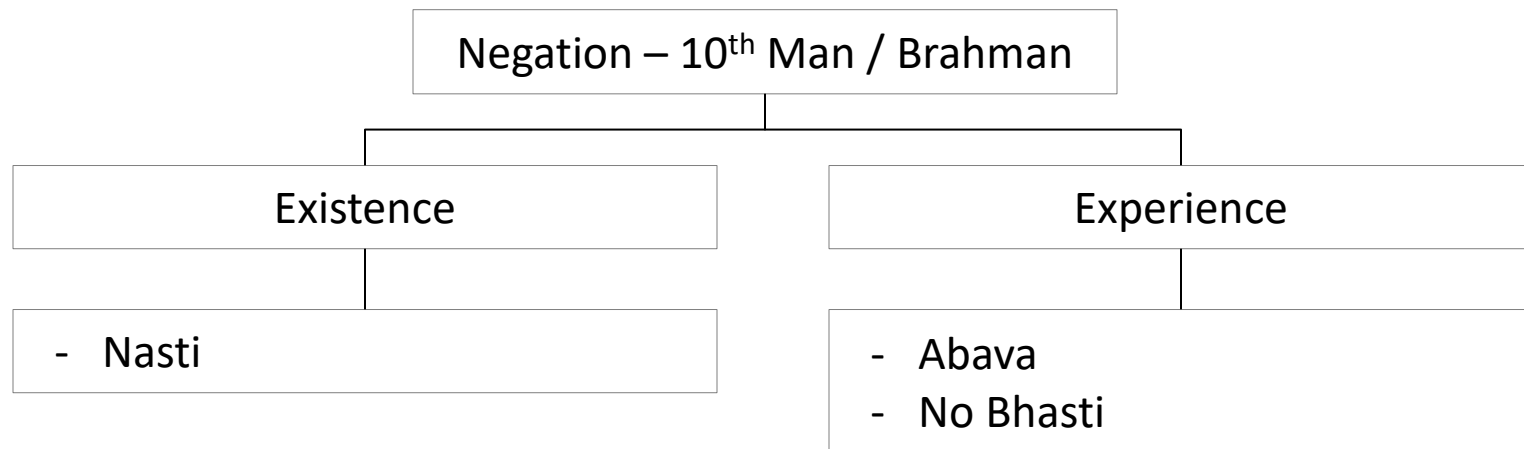 Negation – 10th Man / Brahman
Existence
Experience
- Nasti
- Abava
- No Bhasti